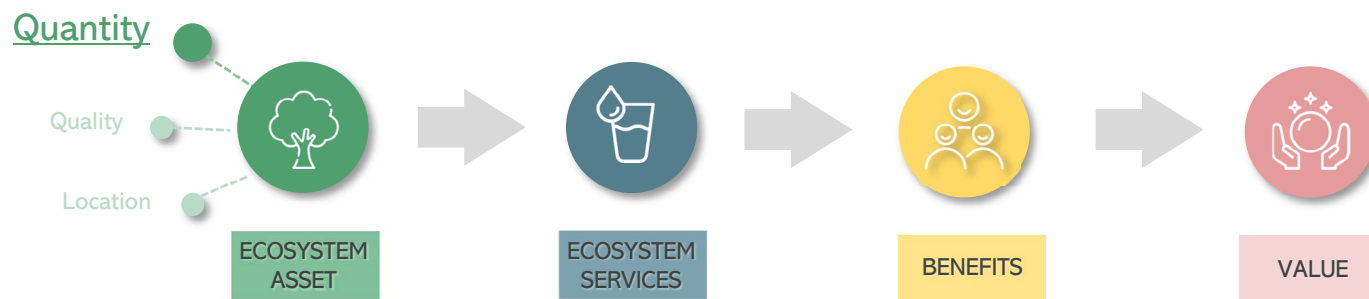 Quantity
Quality
Location
ECOSYSTEM
ASSET
ECOSYSTEM
SERVICES
BENEFITS
VALUE